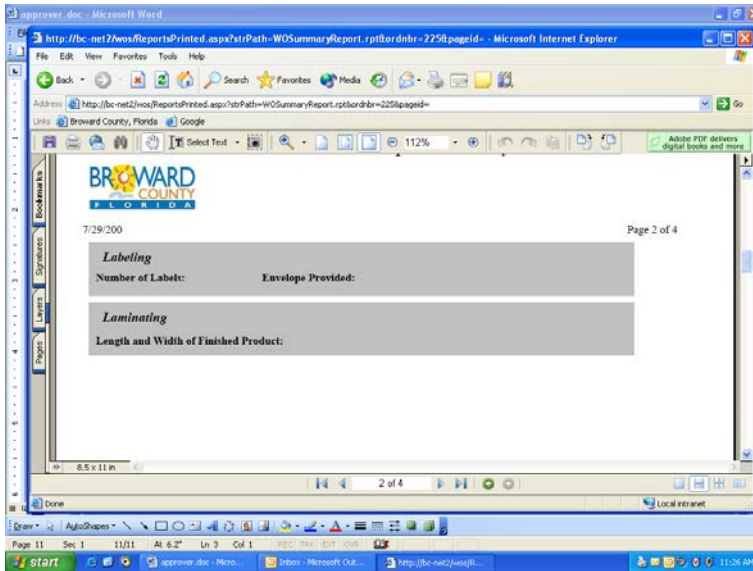 approver.doc - Microsoft Word
http://bc-net2/wos/ReportsPrinted.aspx?strPath=WOSummaryReport.rpt&ordnbr=225&pageid= - Microsoft Internet Explorer
File Edit View Favorites Tools Help
Back Search Favorites Media
Address http://bc-net2/wos/ReportsPrinted.aspx?strPath=WOSummaryReport.rpt&ordnbr=225&pageid= Go
Links Broward County, Florida Google
Select Text 112% Adobe PDF delivers
digital books and more
Bookmarks
Signatures
Layers
Pages
BROWARD
COUNTY
FLORIDA
7/29/200 Page 2 of 4
Labeling
Number of Labels: Envelope Provided:
Laminating
Length and Width of Finished Product:
8.5 x 11 in
2 of 4
Done Local intranet
Draw AutoShapes
Page 11 Sec 1 11/11 At 6.2" Ln 3 Col 1 REC TRK EXT OVR
start approver.doc - Micro... Inbox - Microsoft Out... http://bc-net2/wos/R... 11:26 AM